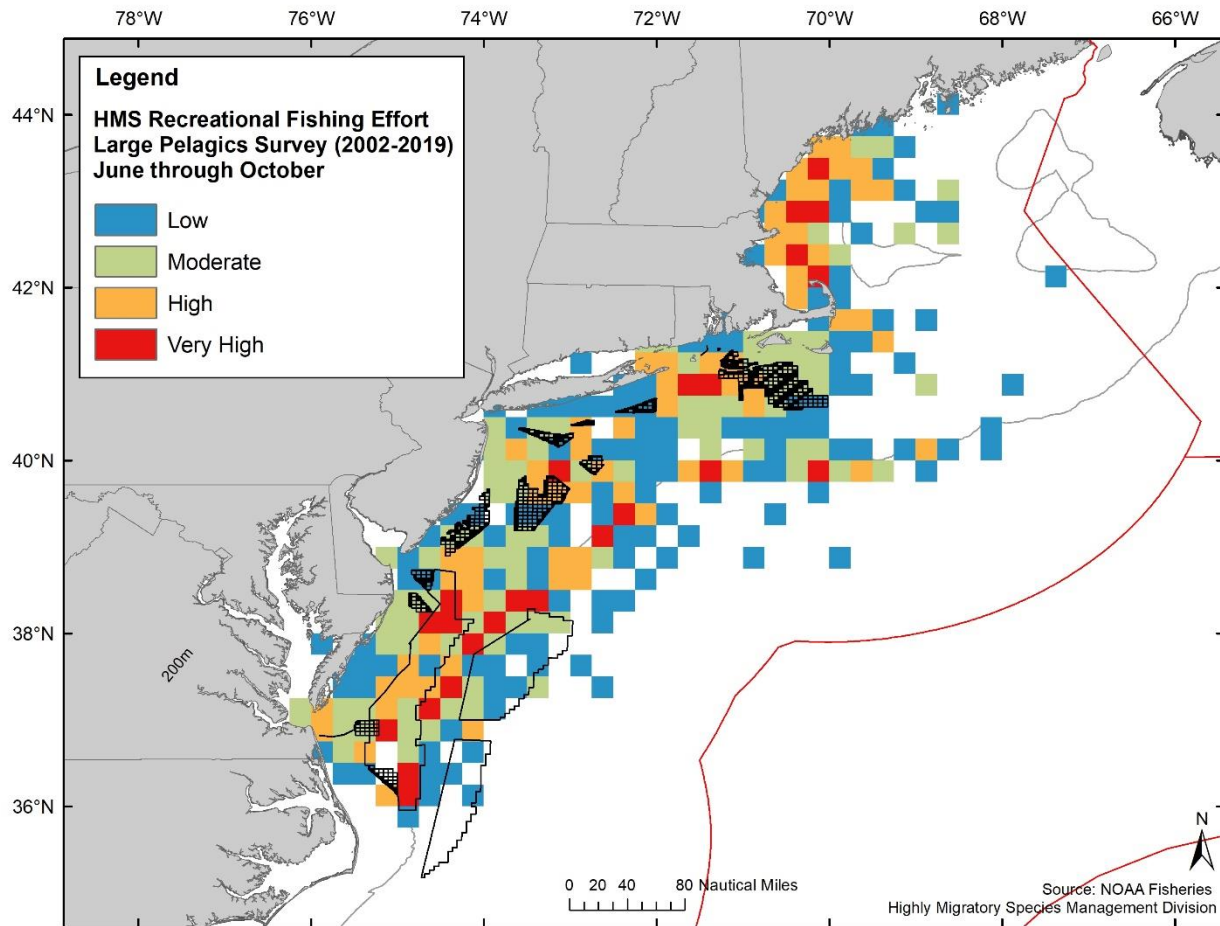 78°W 76°W 74°W 72°W 70°W 68°W 66°W
Legend
HMS Recreational Fishing Effort
Large Pelagics Survey (2002-2019)
June through October
Low
Moderate
High
Very High
44°N
42°N
40°N
38°N
36°N
200m
N
0 20 40 80 Nautical Miles
Source: NOAA Fisheries
Highly Migratory Species Management Division